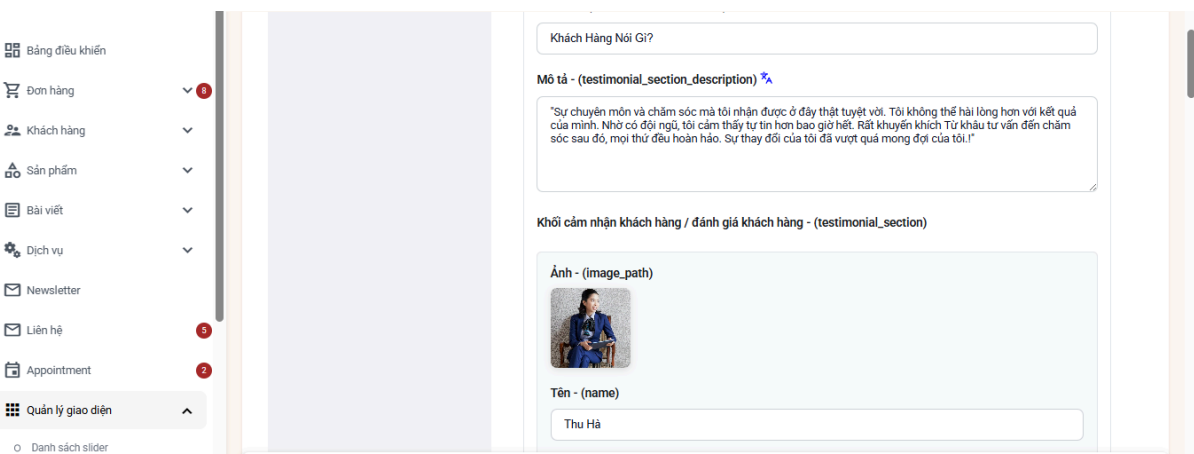 Bảng điều khiển
Đơn hàng
8
Khách hàng
Sản phẩm
Bài viết
Dịch vụ
Newsletter
Liên hệ
5
Appointment
2
Quản lý giao diện
Danh sách slider
Khách Hàng Nói Gì?
Mô tả - (testimonial_section_description)
"Sự chuyên môn và chăm sóc mà tôi nhận được ở đây thật tuyệt vời. Tôi không thể hài lòng hơn với kết quả
của mình. Nhờ có đội ngũ, tôi cảm thấy tự tin hơn bao giờ hết. Rất khuyến khích Từ khâu tư vấn đến chăm
sóc sau đó, mọi thứ đều hoàn hảo. Sự thay đổi của tôi đã vượt quá mong đợi của tôi.!"
Khối cảm nhận khách hàng / đánh giá khách hàng - (testimonial_section)
Ảnh - (image_path)
Tên - (name)
Thu Hà